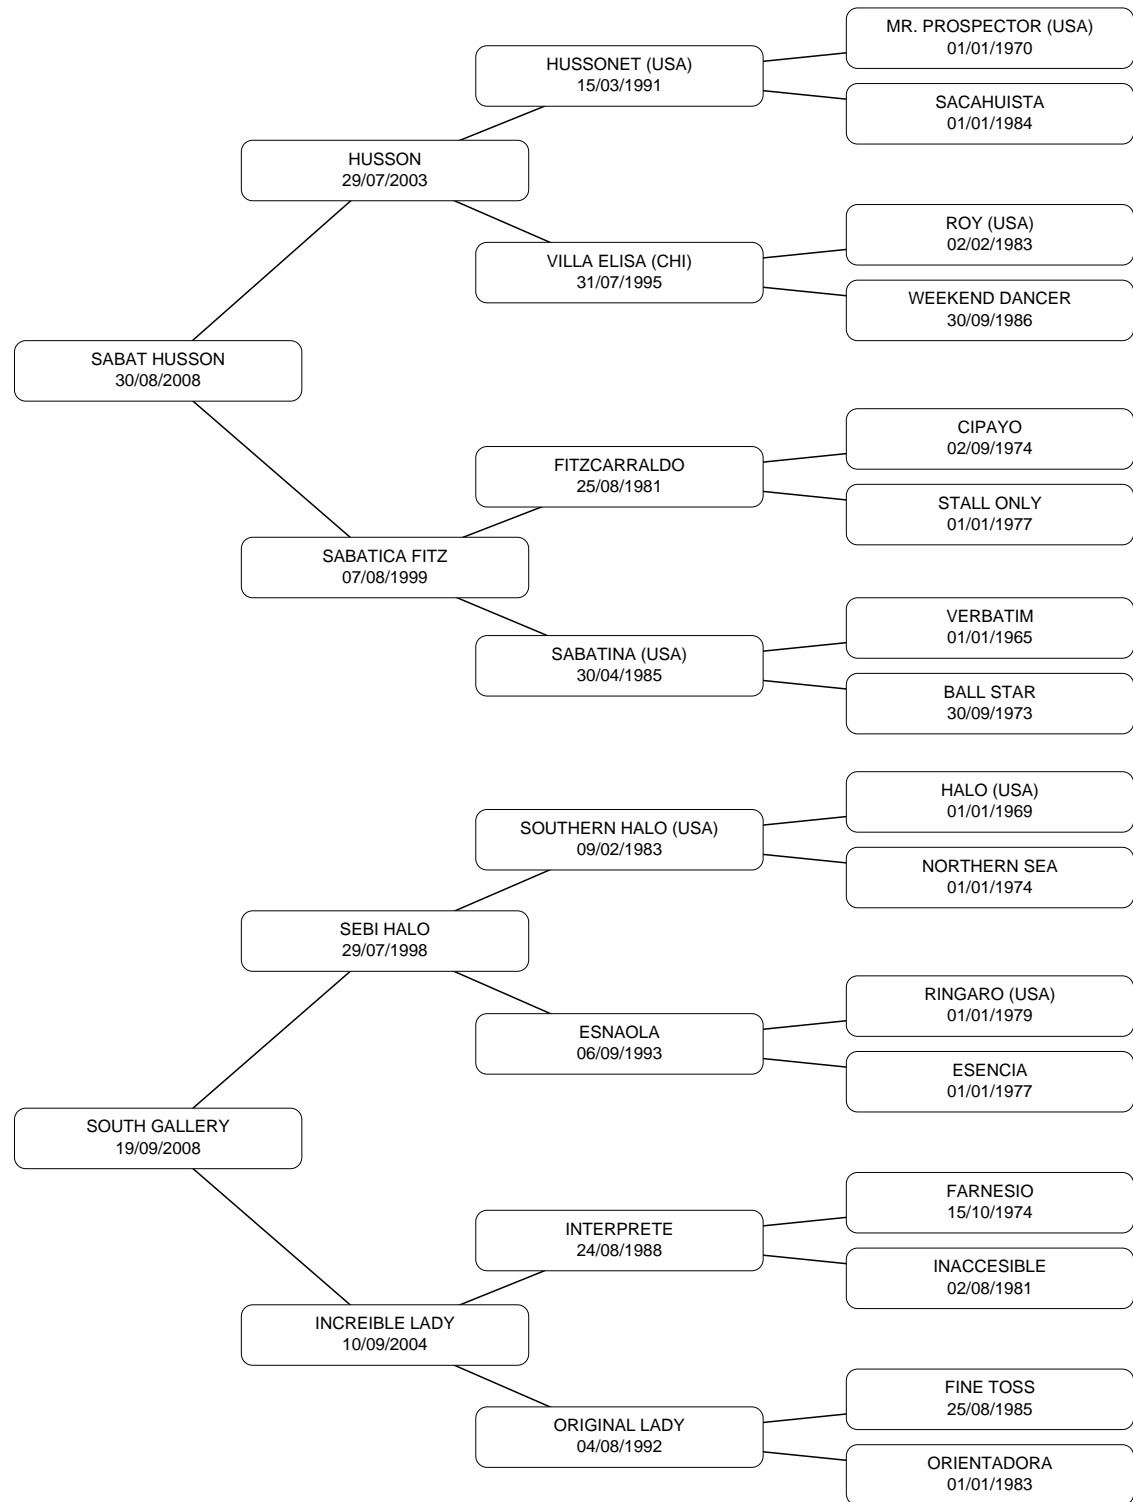 MR. PROSPECTOR (USA)
01/01/1970
HUSSONET (USA)
15/03/1991
SACAHUISTA
01/01/1984
HUSSON
29/07/2003
ROY (USA)
02/02/1983
VILLA ELISA (CHI)
31/07/1995
WEEKEND DANCER
30/09/1986
SABAT HUSSON
30/08/2008
CIPAYO
02/09/1974
FITZCARRALDO
25/08/1981
STALL ONLY
01/01/1977
SABATICA FITZ
07/08/1999
VERBATIM
01/01/1965
SABATINA (USA)
30/04/1985
BALL STAR
30/09/1973
HALO (USA)
01/01/1969
SOUTHERN HALO (USA)
09/02/1983
NORTHERN SEA
01/01/1974
SEBI HALO
29/07/1998
RINGARO (USA)
01/01/1979
ESNAOLA
06/09/1993
ESENCIA
01/01/1977
SOUTH GALLERY
19/09/2008
FARNESIO
15/10/1974
INTERPRETE
24/08/1988
INACCESIBLE
02/08/1981
INCREIBLE LADY
10/09/2004
FINE TOSS
25/08/1985
ORIGINAL LADY
04/08/1992
ORIENTADORA
01/01/1983